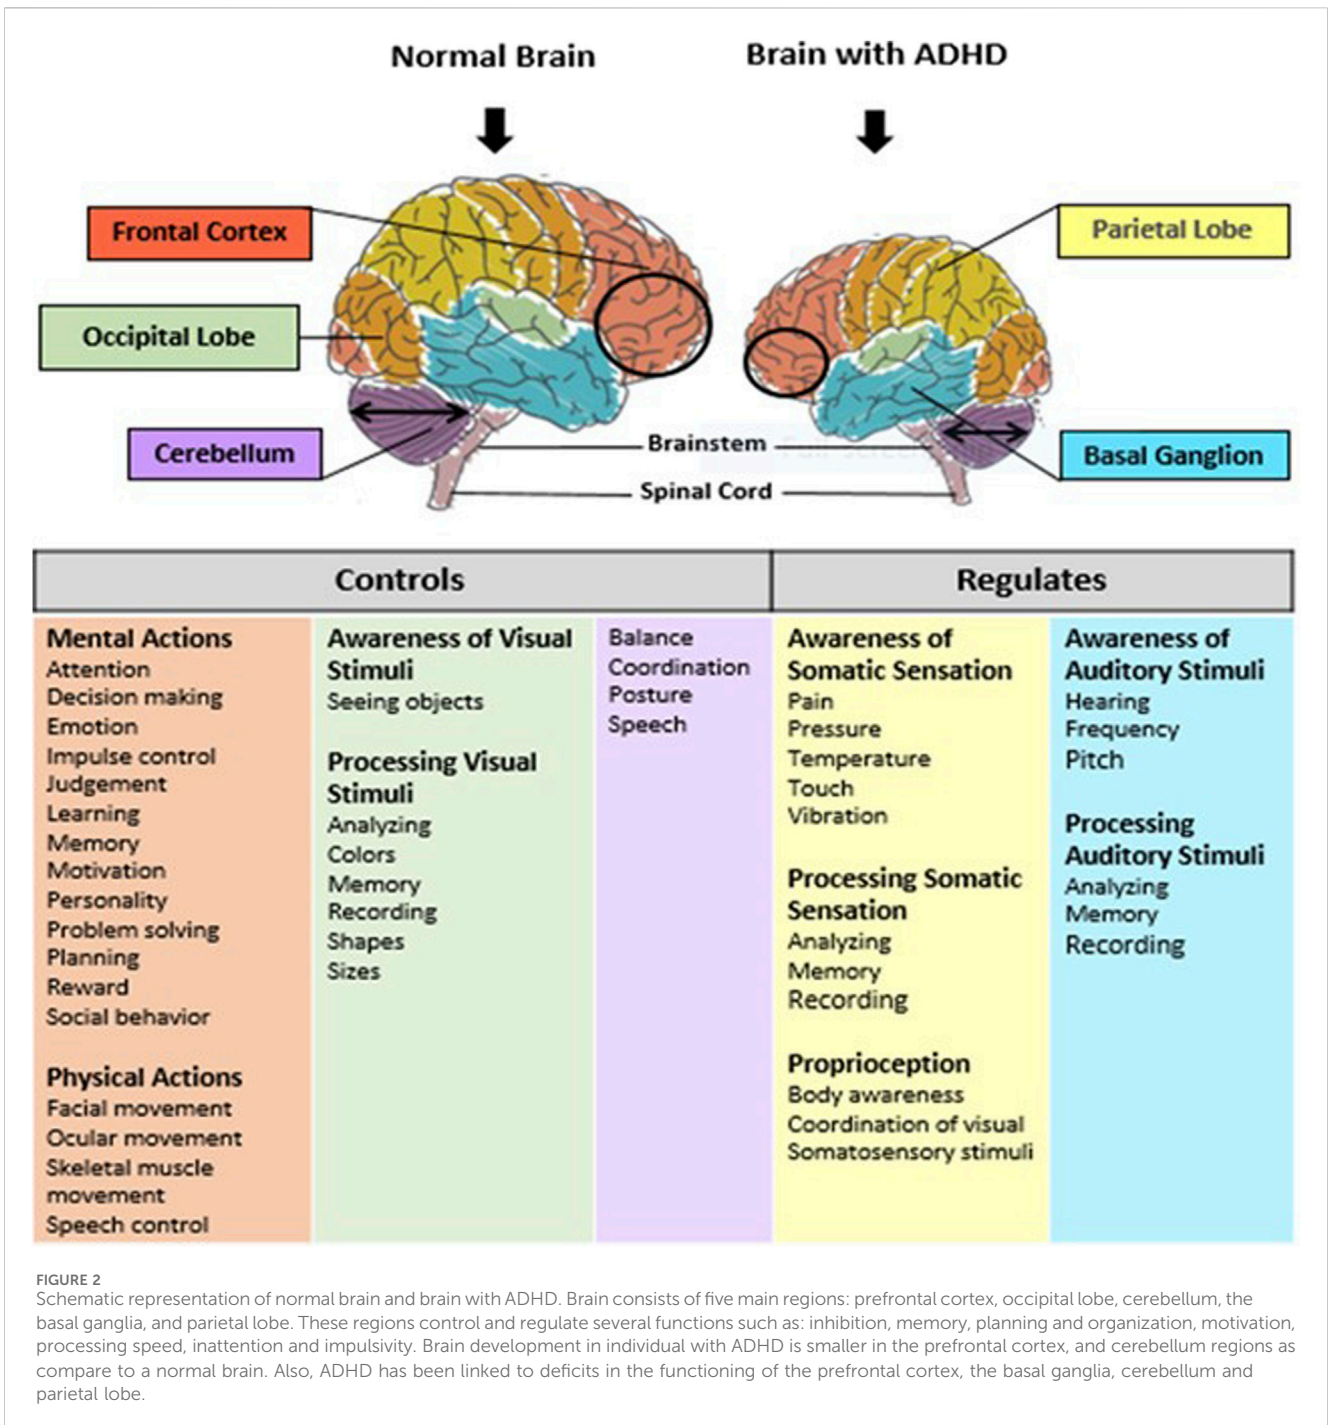 Normal Brain
Brain with ADHD
Frontal Cortex
Parietal Lobe
Occipital Lobe
Cerebellum
Brainstem
Basal Ganglion
Spinal Cord
Controls
Regulates
Mental Actions
Attention
Decision making
Emotion
Impulse control
Judgement
Learning
Memory
Motivation
Personality
Problem solving
Planning
Reward
Social behavior
Physical Actions
Facial movement
Ocular movement
Skeletal muscle
movement
Speech control
Awareness of Visual
Stimuli
Seeing objects
Processing Visual
Stimuli
Analyzing
Colors
Memory
Recording
Shapes
Sizes
Balance
Coordination
Posture
Speech
Awareness of
Somatic Sensation
Pain
Pressure
Temperature
Touch
Vibration
Processing Somatic
Sensation
Analyzing
Memory
Recording
Proprioception
Body awareness
Coordination of visual
Somatosensory stimuli
Awareness of
Auditory Stimuli
Hearing
Frequency
Pitch
Processing
Auditory Stimuli
Analyzing
Memory
Recording
FIGURE 2
Schematic representation of normal brain and brain with ADHD. Brain consists of five main regions: prefrontal cortex, occipital lobe, cerebellum, the
basal ganglia, and parietal lobe. These regions control and regulate several functions such as: inhibition, memory, planning and organization, motivation,
processing speed, inattention and impulsivity. Brain development in individual with ADHD is smaller in the prefrontal cortex, and cerebellum regions as
compare to a normal brain. Also, ADHD has been linked to deficits in the functioning of the prefrontal cortex, the basal ganglia, cerebellum and
parietal lobe.